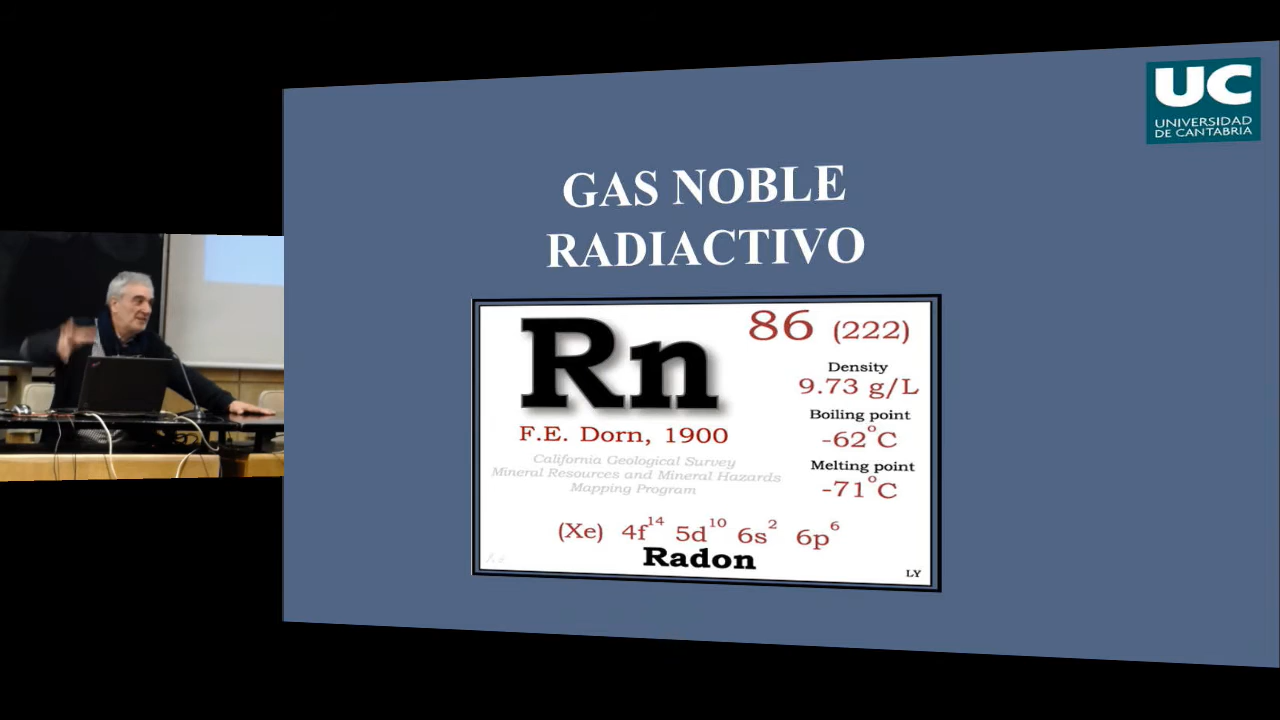 UC
UNIVERSIDAD
DE CANTABRIA
GAS NOBLE
RADIACTIVO
Rn
86 (222)
Density
9.73 g/L
Boiling point
-62°C
Melting point
-71°C
F.E. Dorn, 1900
California Geological Survey
Mineral Resources and Mineral Hazards
Mapping Program
(Xe) 4f14 5d10 6s2 6p6
Radon
LY